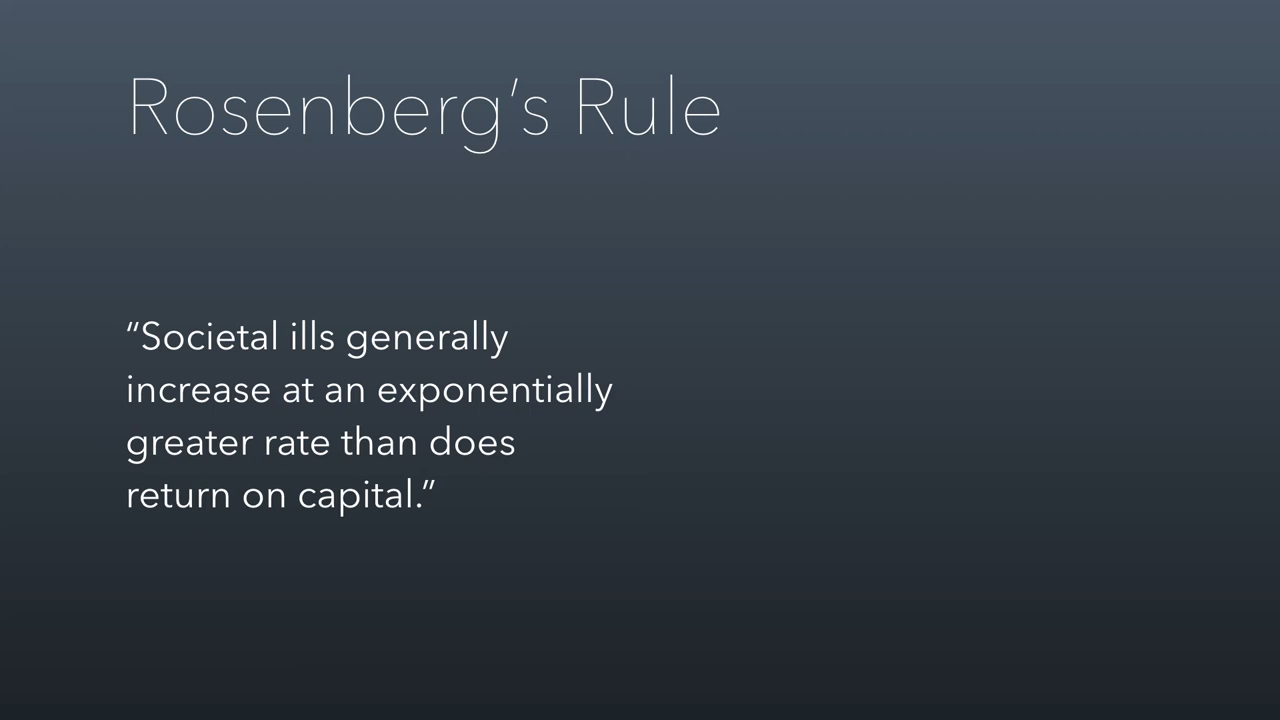 Rosenberg’s Rule
“Societal ills generally
increase at an exponentially
greater rate than does
return on capital.”